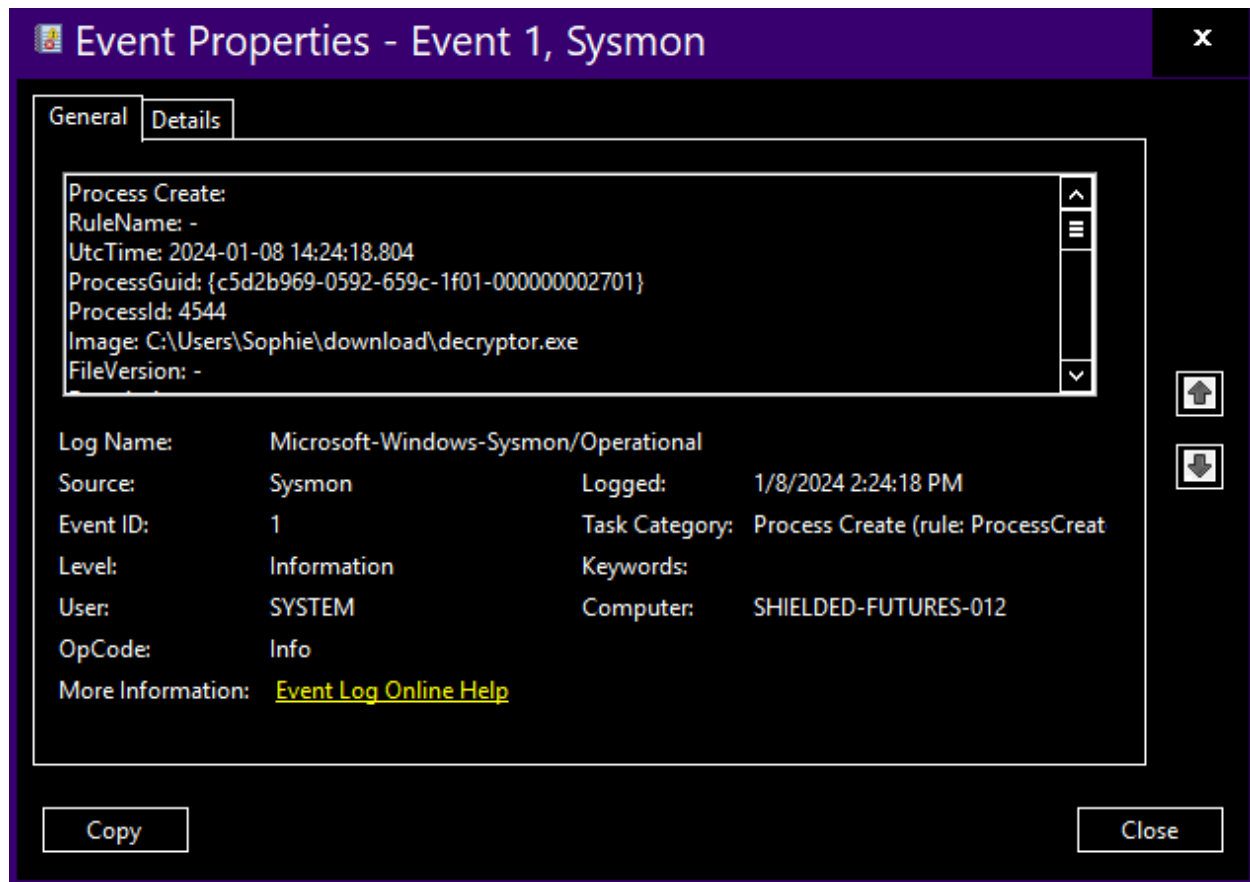 Event Properties - Event 1, Sysmon
x
General Details
Process Create:
RuleName: -
UtcTime: 2024-01-08 14:24:18.804
ProcessGuid: {c5d2b969-0592-659c-1f01-000000002701}
ProcessId: 4544
Image: C:\Users\Sophie\download\decryptor.exe
FileVersion: -
Log Name: Microsoft-Windows-Sysmon/Operational
Source: Sysmon Logged: 1/8/2024 2:24:18 PM
Event ID: 1 Task Category: Process Create (rule: ProcessCreat
Level: Information Keywords:
User: SYSTEM Computer: SHIELDED-FUTURES-012
OpCode: Info
More Information: Event Log Online Help
Copy Close